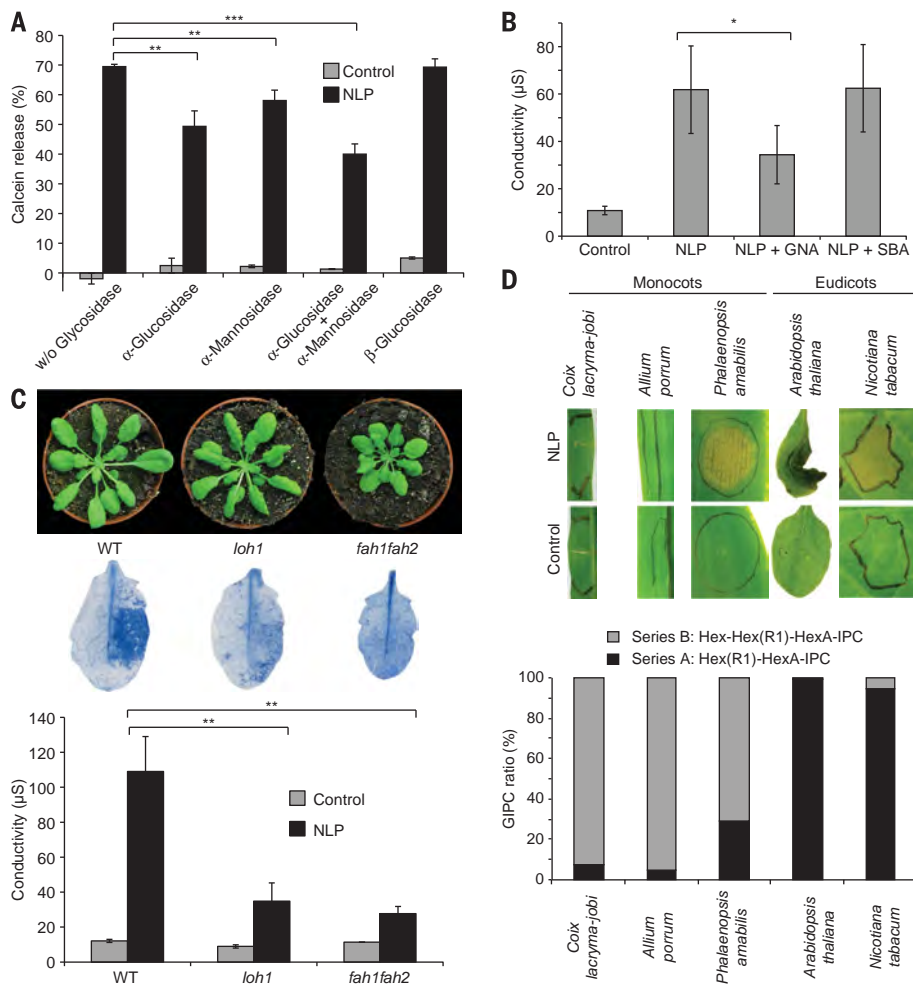 A
***
**
**
Control
NLP
Calcein release (%)
80
70
60
50
40
30
20
10
0
w/o Glycosidase
α-Glucosidase
α-Mannosidase
α-Glucosidase
+
α-Mannosidase
β-Glucosidase
B
*
Conductivity (µS)
100
80
60
40
20
0
Control
NLP
NLP + GNA
NLP + SBA
C
WT
loh1
fah1fah2
**
**
Control
NLP
Conductivity (µS)
140
120
100
80
60
40
20
0
WT
loh1
fah1fah2
D
Monocots
Eudicots
Coix
lacryma-jobi
Allium
porrum
Phalaenopsis
amabilis
Arabidopsis
thaliana
Nicotiana
tabacum
NLP
Control
Series B: Hex-Hex(R1)-HexA-IPC
Series A: Hex(R1)-HexA-IPC
GIPC ratio (%)
100
80
60
40
20
0
Coix
lacryma-jobi
Allium
porrum
Phalaenopsis
amabilis
Arabidopsis
thaliana
Nicotiana
tabacum